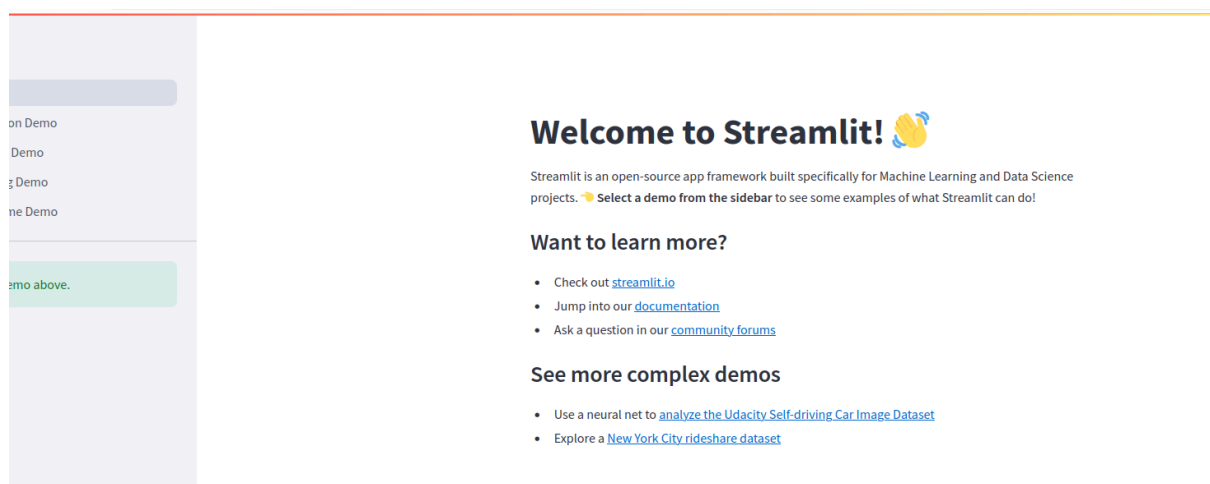 on Demo
Demo
g Demo
me Demo
emo above.
Welcome to Streamlit! 👋
Streamlit is an open-source app framework built specifically for Machine Learning and Data Science
projects. 👈 Select a demo from the sidebar to see some examples of what Streamlit can do!
Want to learn more?
• Check out streamlit.io
• Jump into our documentation
• Ask a question in our community forums
See more complex demos
• Use a neural net to analyze the Udacity Self-driving Car Image Dataset
• Explore a New York City rideshare dataset